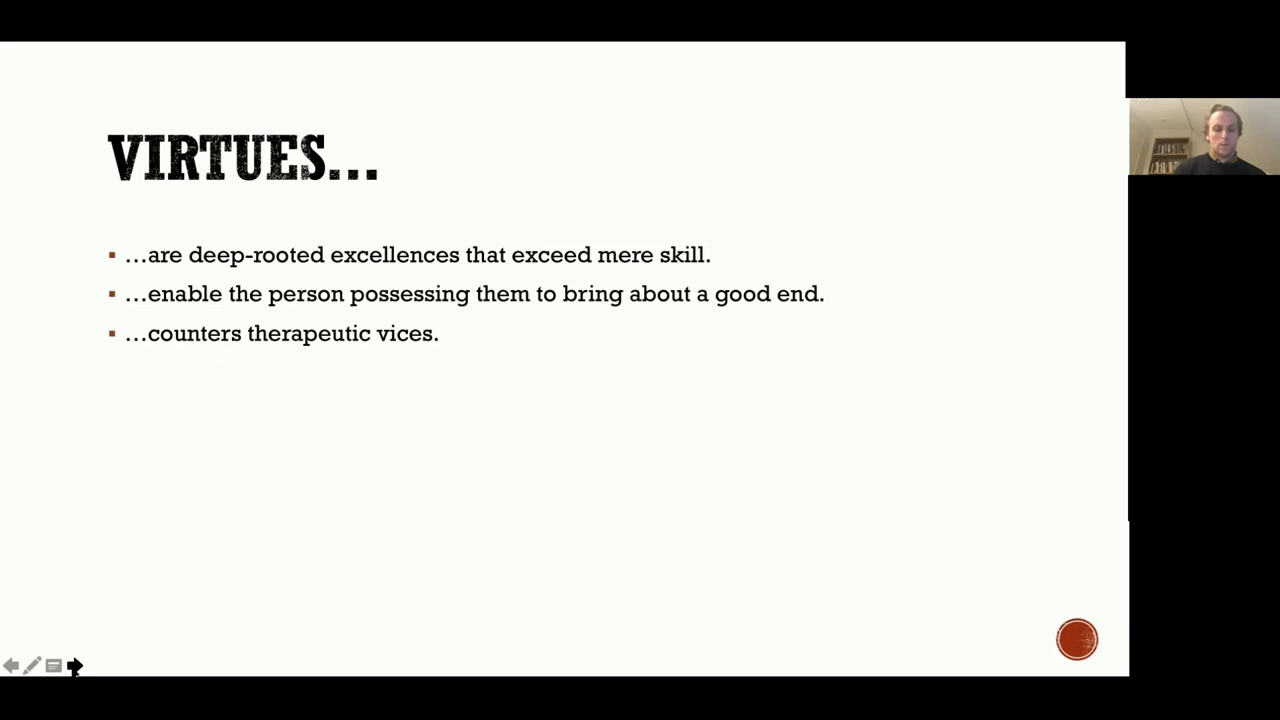 VIRTUES...
...are deep-rooted excellences that exceed mere skill.
...enable the person possessing them to bring about a good end.
...counters therapeutic vices.